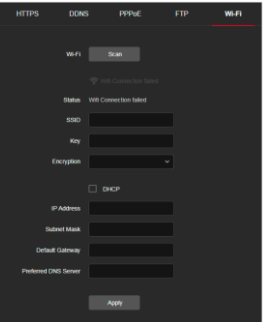 HTTPS DDNS PPPoE FTP Wi-Fi
Wi-Fi Scan
Wifi Connection failed
Status Wifi Connection failed
SSID
Key
Encryption
DHCP
IP Address
Subnet Mask
Default Gateway
Preferred DNS Server
Apply